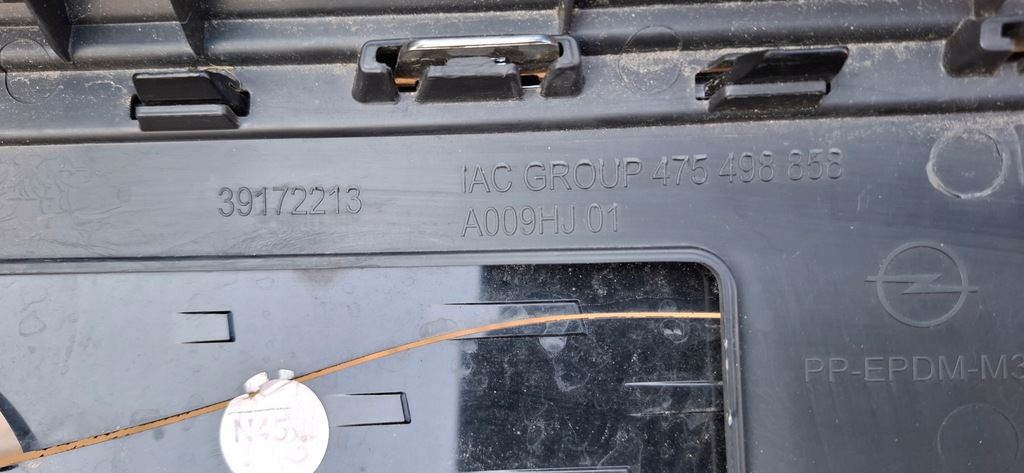 IAC GROUP 475 498 858
39172213
A009HJ 01
PP-EPDM-M3
N45